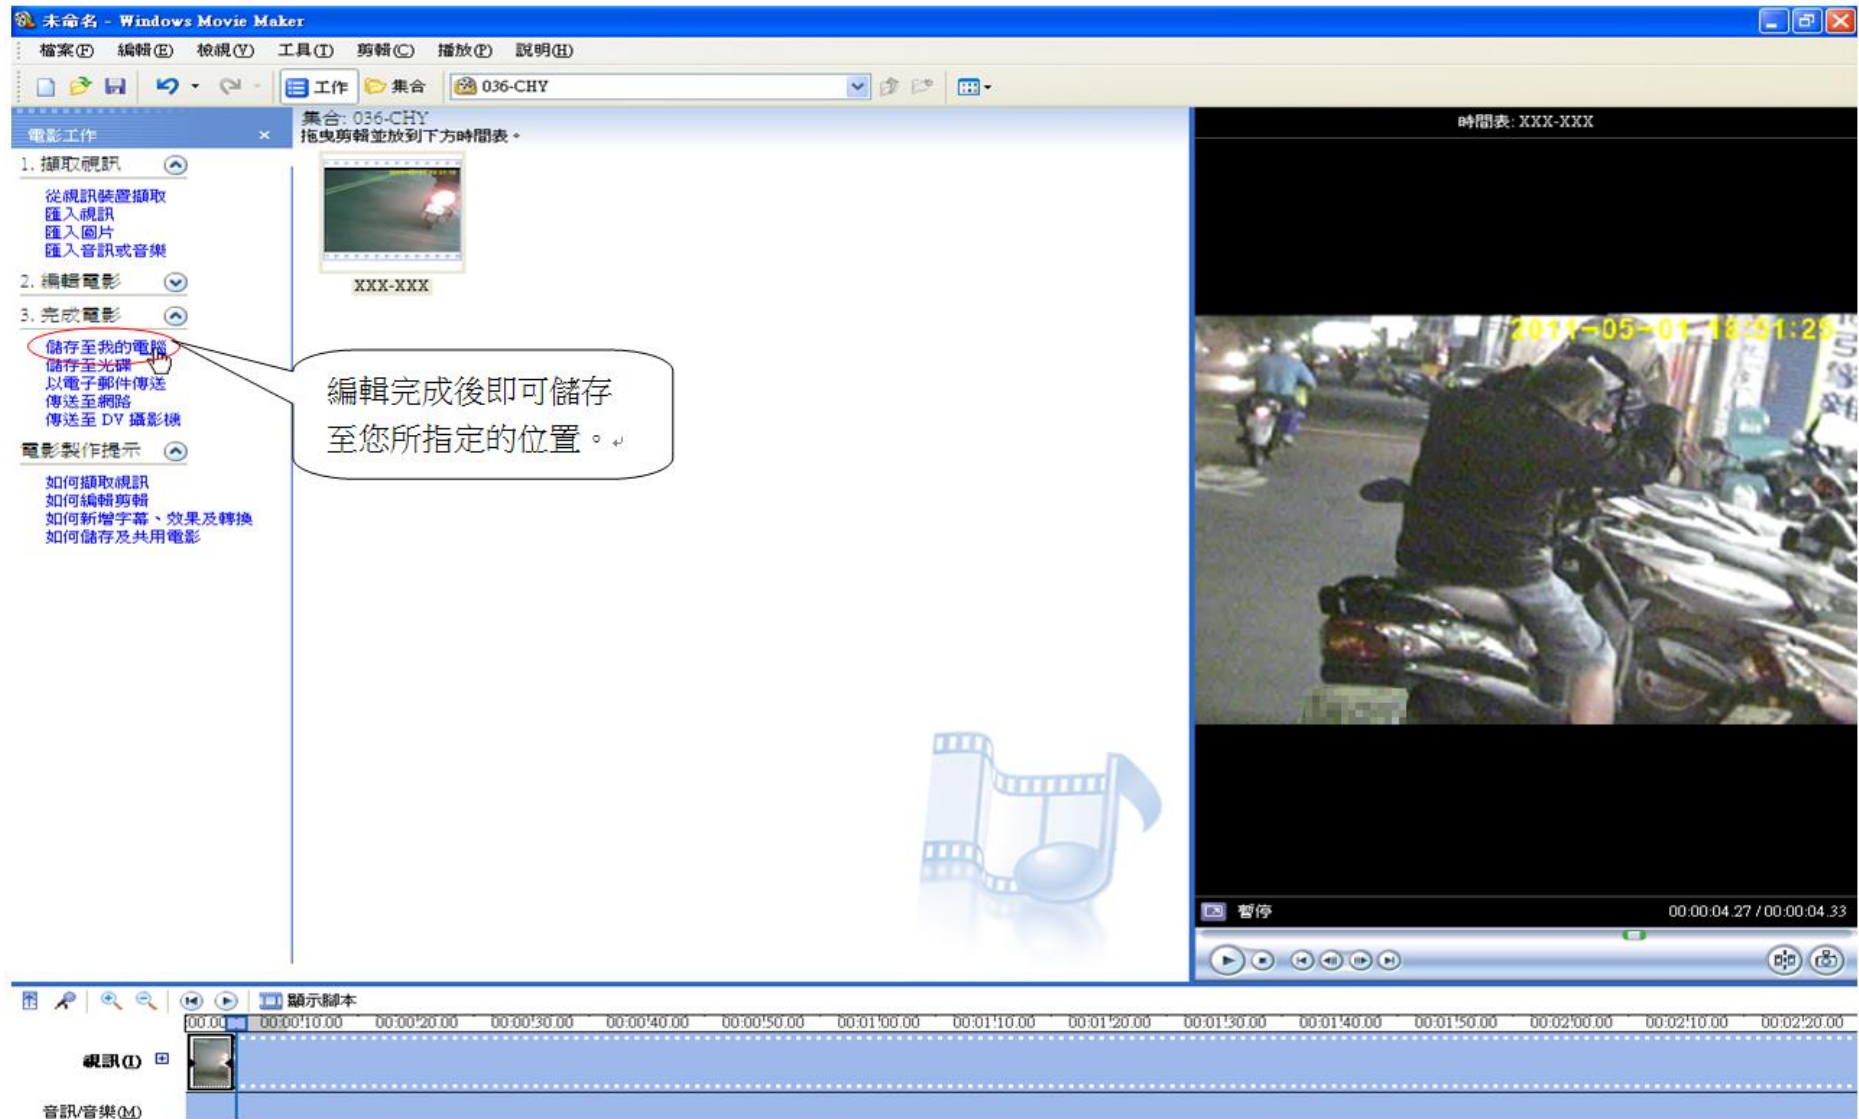 未命名 - Windows Movie Maker
檔案(F) 編輯(E) 檢視(V) 工具(T) 剪輯(C) 播放(P) 說明(H)
工作 集合 036-CHY
電影工作 ×
1. 擷取視訊
從視訊裝置擷取
匯入視訊
匯入圖片
匯入音訊或音樂
2. 編輯電影
3. 完成電影
儲存至我的電腦
儲存至光碟
以電子郵件傳送
傳送至網路
傳送至 DV 攝影機
電影製作提示
如何擷取視訊
如何編輯剪輯
如何新增字幕、效果及轉換
如何儲存及共用電影
集合: 036-CHY
拖曳剪輯並放到下方時間表。
XXX-XXX
編輯完成後即可儲存
至您所指定的位置。
時間表: XXX-XXX
2011-05-01 18:51:25
暫停 00:00:04.27 / 00:00:04.33
顯示腳本
00:00:10.00 00:00:20.00 00:00:30.00 00:00:40.00 00:00:50.00 00:01:00.00 00:01:10.00 00:01:20.00 00:01:30.00 00:01:40.00 00:01:50.00 00:02:00.00 00:02:10.00 00:02:20.00
視訊(I)
音訊/音樂(M)